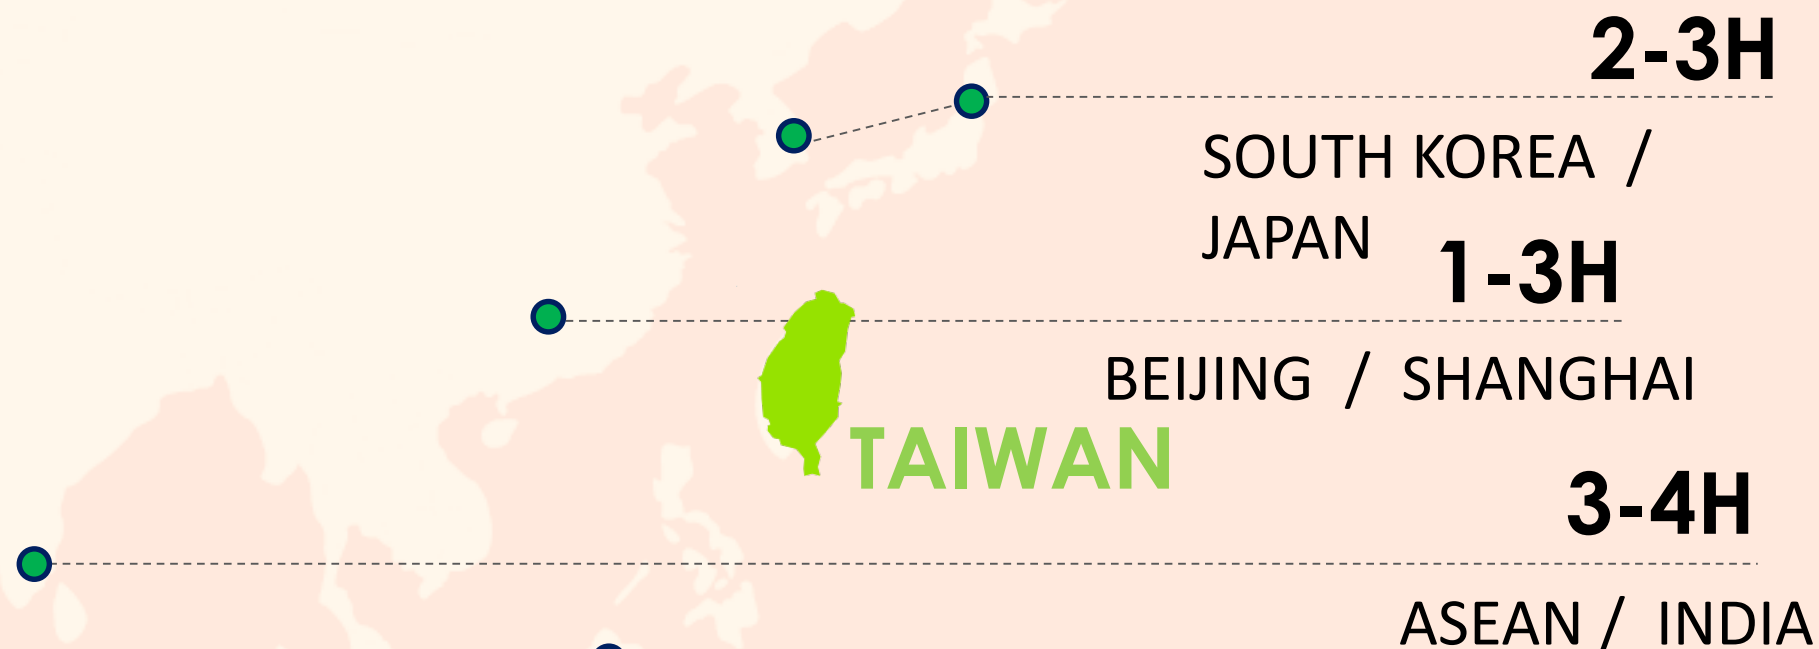 2-3H
SOUTH KOREA /
JAPAN
1-3H
BEIJING / SHANGHAI
TAIWAN
3-4H
ASEAN / INDIA